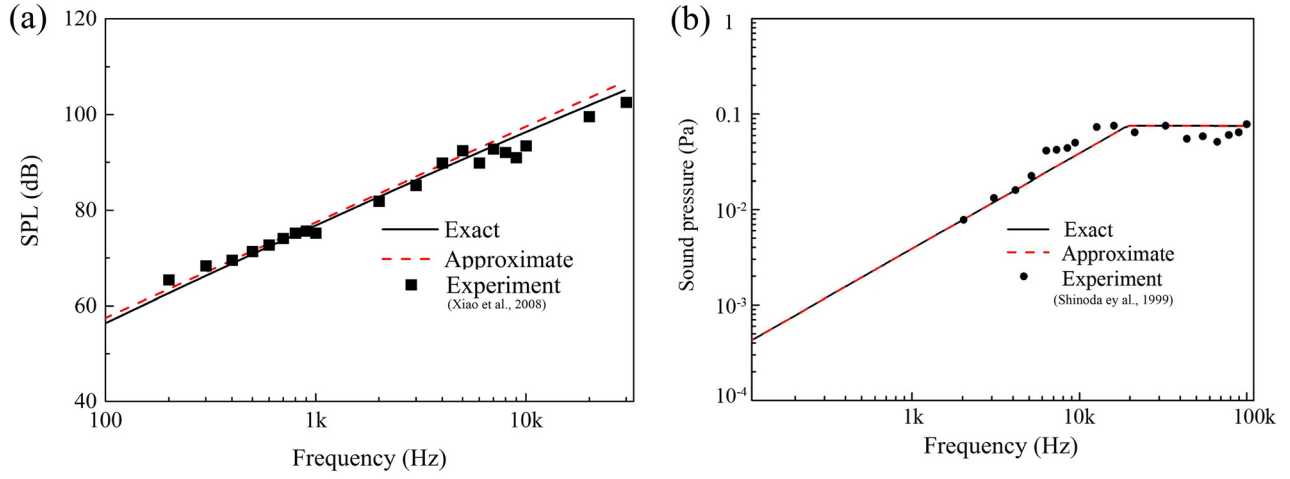 (a)
120
100
80
60
40
SPL (dB)
100
1k
10k
Frequency (Hz)
Exact
Approximate
Experiment
(Xiao et al., 2008)
(b)
1
0.1
10-2
10-3
10-4
Sound pressure (Pa)
1k
10k
100k
Frequency (Hz)
Exact
Approximate
Experiment
(Shinoda ey al., 1999)